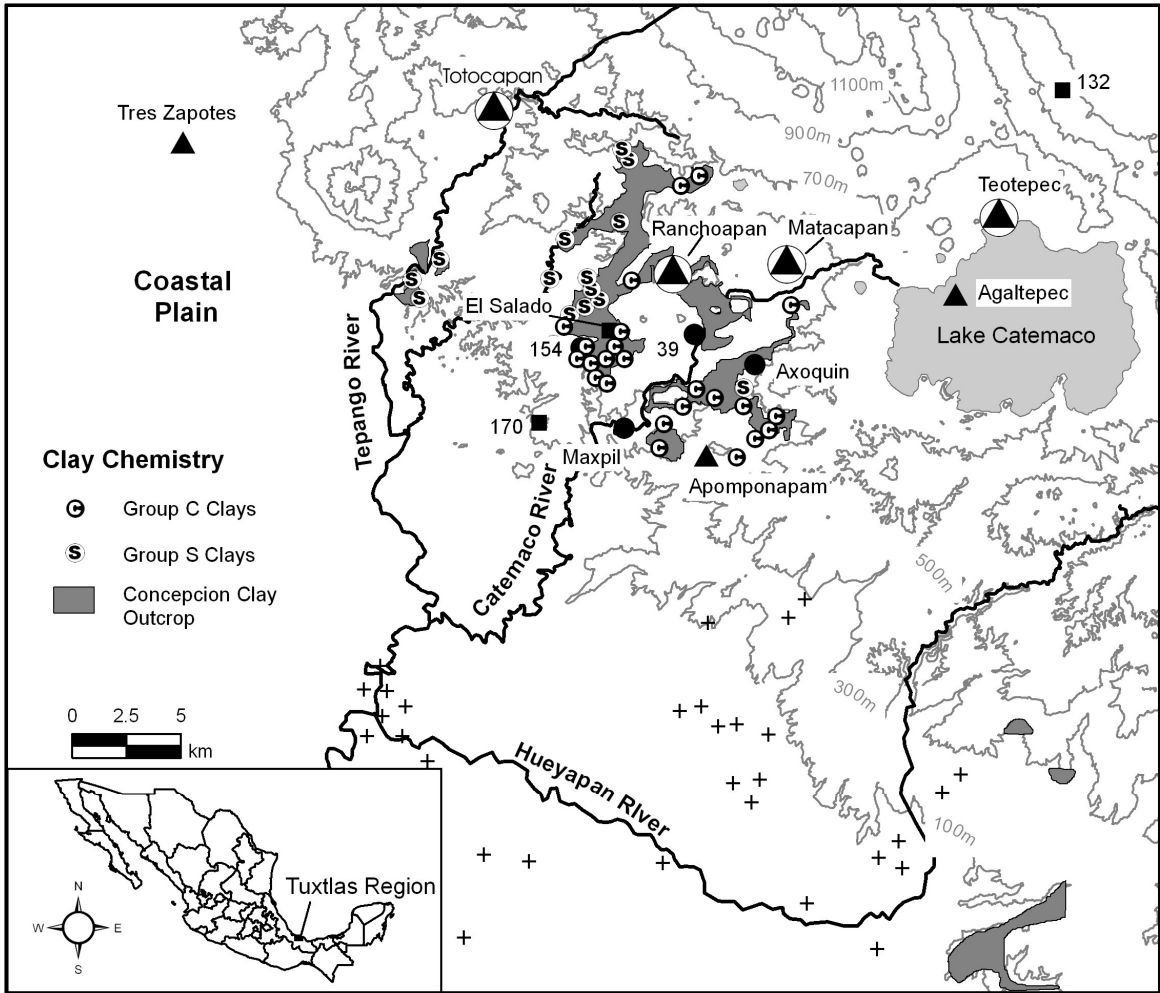 Totocapan
1100m
132
Tres Zapotes
900m
700m
Teotepec
Ranchoapan
Matacapan
Coastal
Plain
Agaltepec
El Salado
Lake Catemaco
154
39
Axoquin
Tepango River
170
Maxpil
Apomponapam
Clay Chemistry
C Group C Clays
S Group S Clays
Concepcion Clay
Outcrop
Catemaco River
500m
300m
0 2.5 5
km
Hueyapan RIver
100m
Tuxtlas Region
N
W E
S
S
S
C
C
S
S
S
S
S
S
C
S
S
S
S
S
C
C
C
C
C
C
C
C
C
C
C
C
C
S
C
C
C
C
C
C
C
C